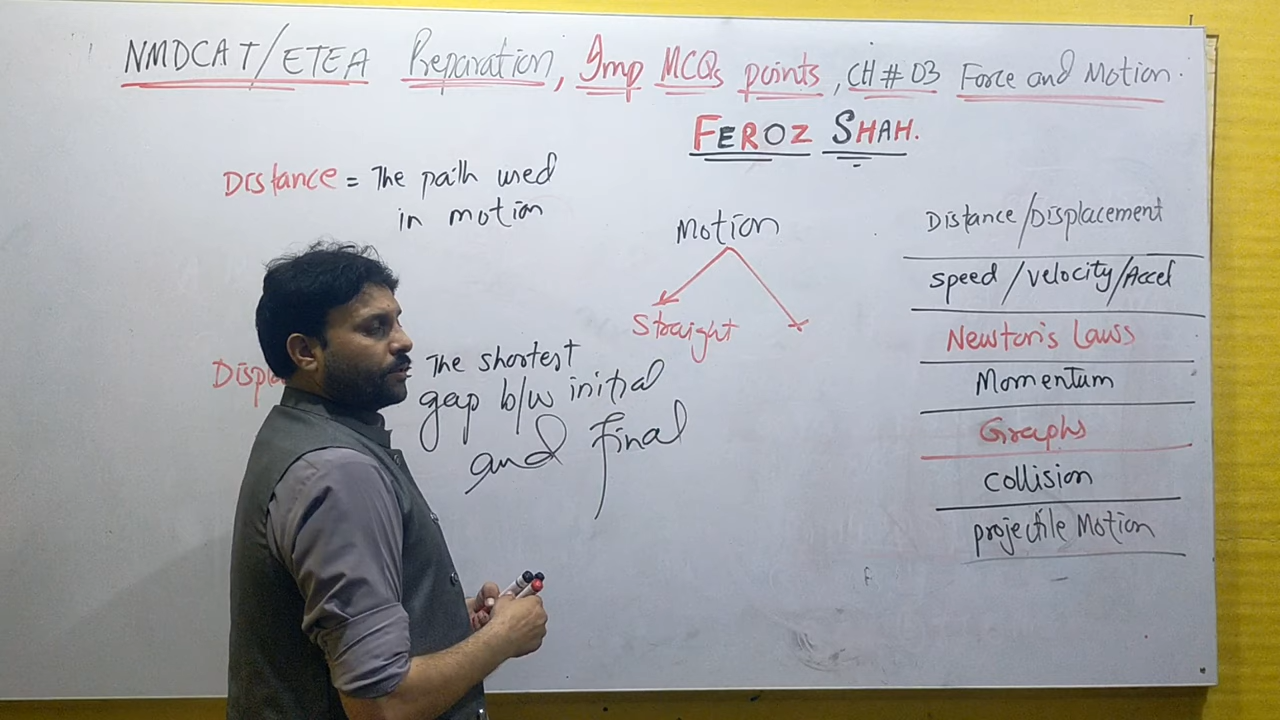 NMDCAT/ETEA Reparation, Imp MCQs points, CH # 03 Force and Motion.
FEROZ SHAH.
Distance = The path used
in motion
Displa
The shortest
gap b/w initial
and final
Motion
Straight
Distance/Displacement
speed/velocity/Accel
Newton's Laws
Momentum
Graphs
collision
projectile Motion